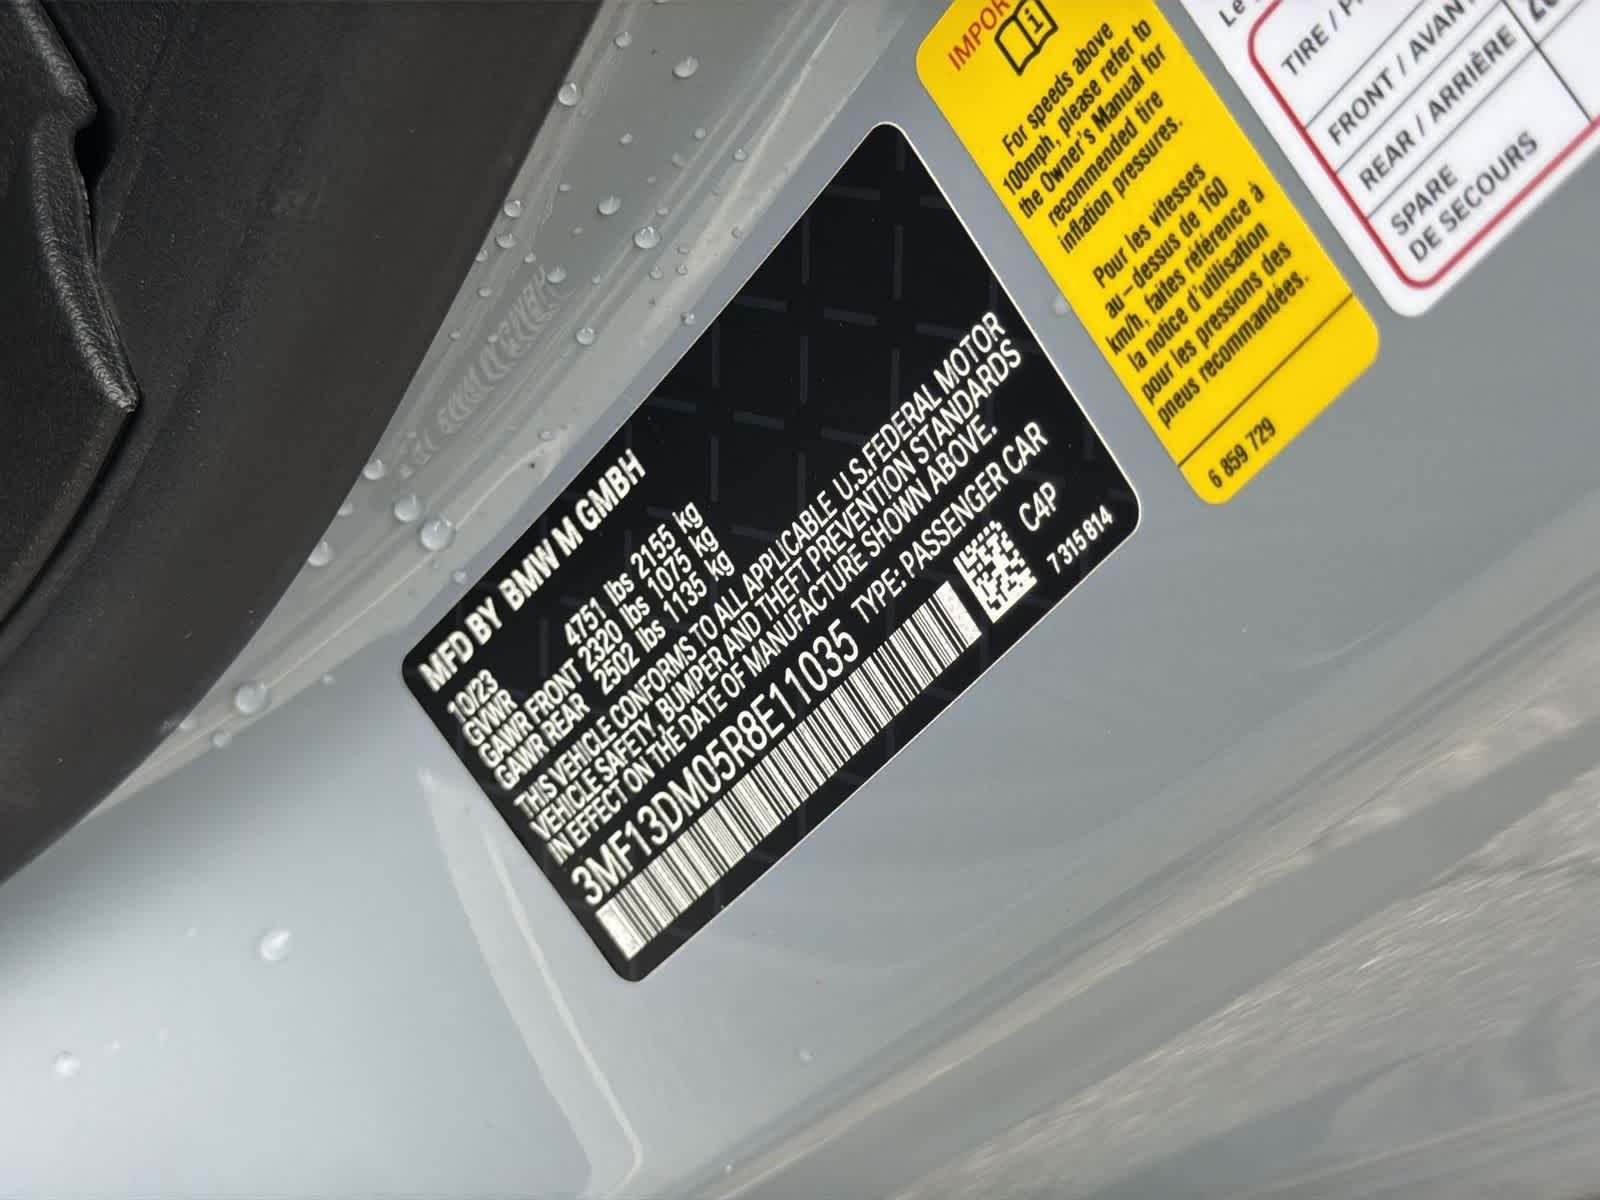 MFD BY BMW M GMBH
10/23
GVWR 4751 lbs 2155 kg
GAWR FRONT 2320 lbs 1075 kg
GAWR REAR 2502 lbs 1135 kg
THIS VEHICLE CONFORMS TO ALL APPLICABLE U.S.FEDERAL MOTOR
VEHICLE SAFETY, BUMPER AND THEFT PREVENTION STANDARDS
IN EFFECT ON THE DATE OF MANUFACTURE SHOWN ABOVE.
3MF13DM05R8E11035 TYPE: PASSENGER CAR
C4P
7 315 814
For speeds above
100mph, please refer to
the Owner's Manual for
recommended tire
inflation pressures.
Pour les vitesses
au-dessus de 160
km/h, faites référence à
la notice d'utilisation
pour les pressions des
pneus recommandées.
6 859 729
Le
TIRE /
FRONT / AVANT
REAR / ARRIÈRE
SPARE
DE SECOURS